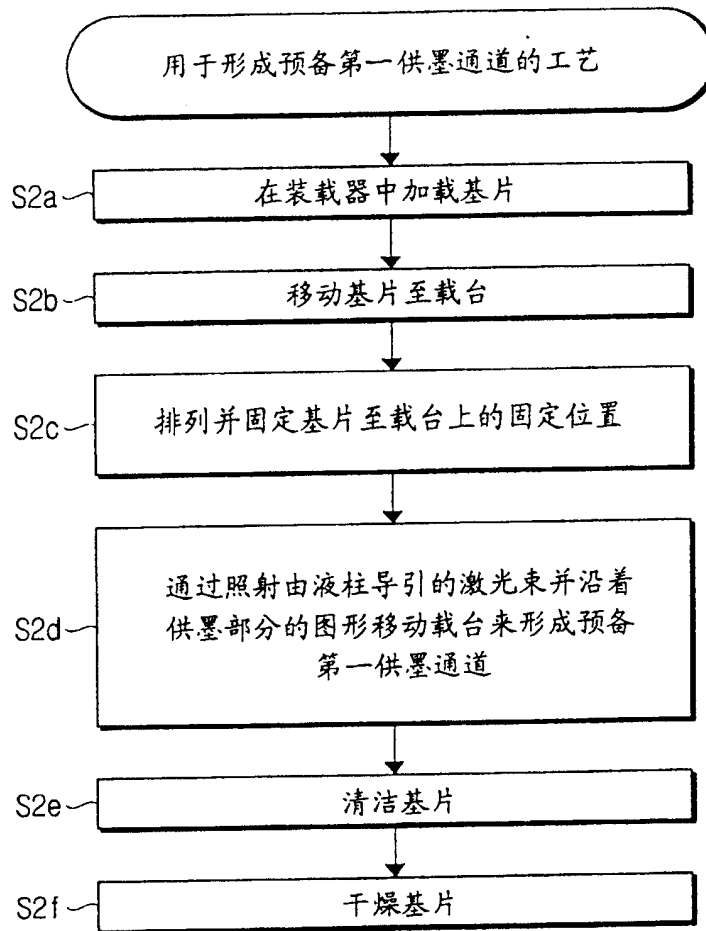 用于形成预备第一供墨通道的工艺
S2a
在装载器中加载基片
S2b
移动基片至载台
S2c
排列并固定基片至载台上的固定位置
S2d
通过照射由液柱导引的激光束并沿着
供墨部分的图形移动载台来形成预备
第一供墨通道
S2e
清洁基片
S2f
干燥基片